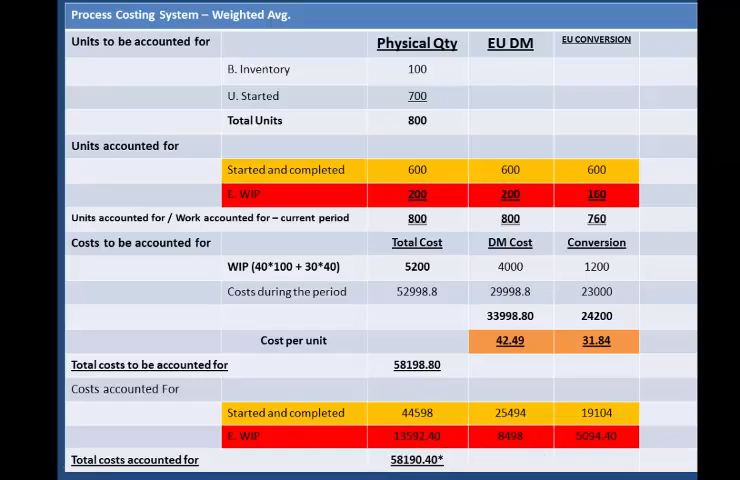 Process Costing System – Weighted Avg.
Units to be accounted for Physical Qty EU DM EU CONVERSION
B. Inventory 100
U. Started 700
Total Units 800
Units accounted for
Started and completed 600 600 600
E. WIP 200 200 160
Units accounted for / Work accounted for – current period 800 800 760
Costs to be accounted for Total Cost DM Cost Conversion
WIP (40*100 + 30*40) 5200 4000 1200
Costs during the period 52998.8 29998.8 23000
33998.80 24200
Cost per unit 42.49 31.84
Total costs to be accounted for 58198.80
Costs accounted For
Started and completed 44598 25494 19104
E. WIP 13592.40 8498 5094.40
Total costs accounted for 58190.40*